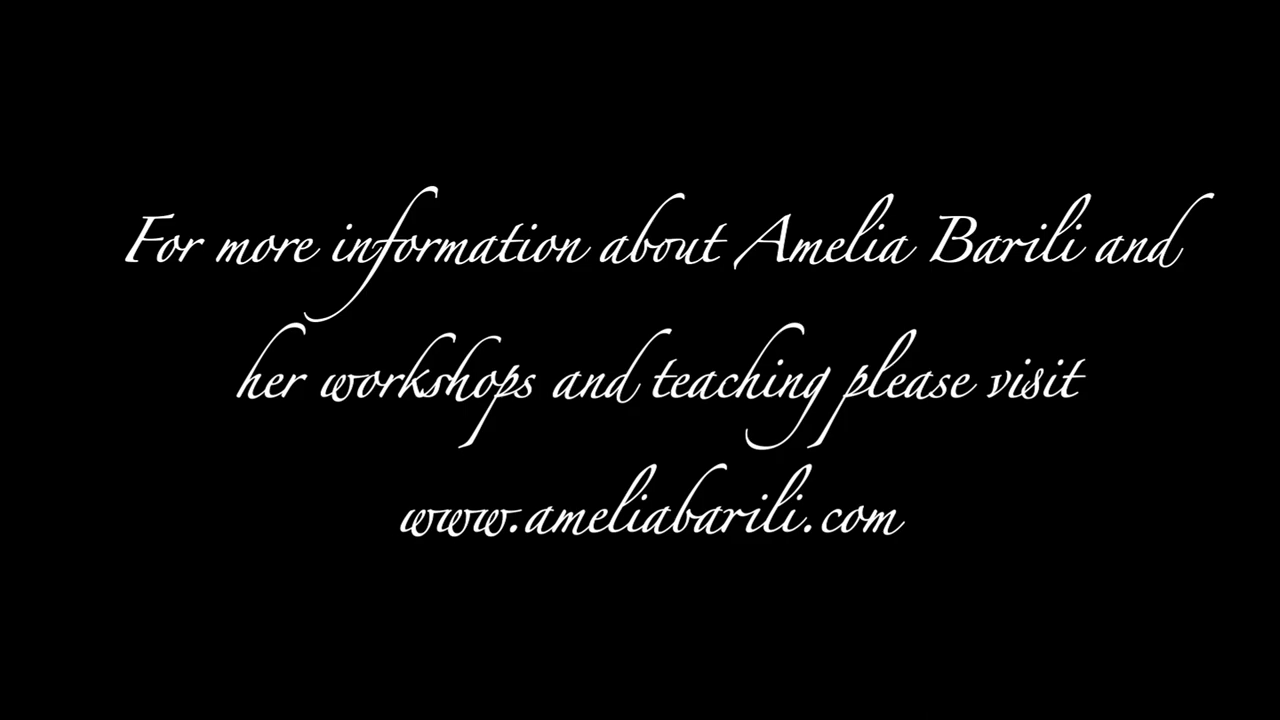 For more information about Amelia Barili and
her workshops and teaching please visit
www.ameliabarili.com